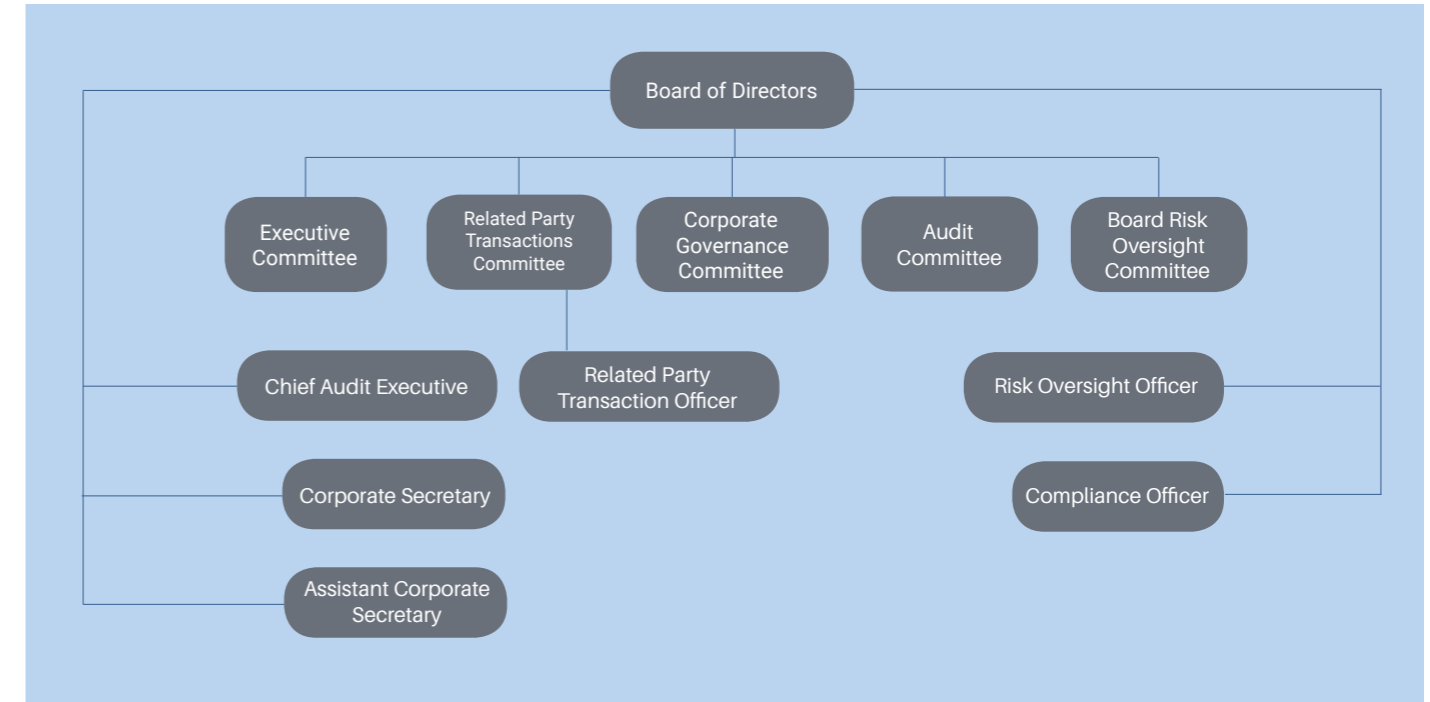 Board of Directors
Executive
Committee
Related Party
Transactions
Committee
Corporate
Governance
Committee
Audit
Committee
Board Risk
Oversight
Committee
Chief Audit Executive
Related Party
Transaction Officer
Risk Oversight Officer
Corporate Secretary
Compliance Officer
Assistant Corporate
Secretary